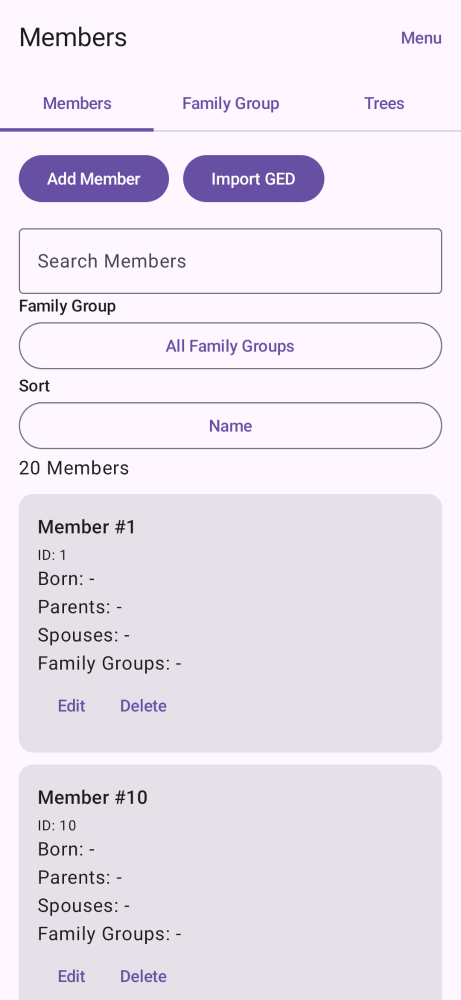 Members
Menu
Members
Family Group
Trees
Add Member
Import GED
Search Members
Family Group
All Family Groups
Sort
Name
20 Members
Member #1
ID: 1
Born: -
Parents: -
Spouses: -
Family Groups: -
Edit
Delete
Member #10
ID: 10
Born: -
Parents: -
Spouses: -
Family Groups: -
Edit
Delete